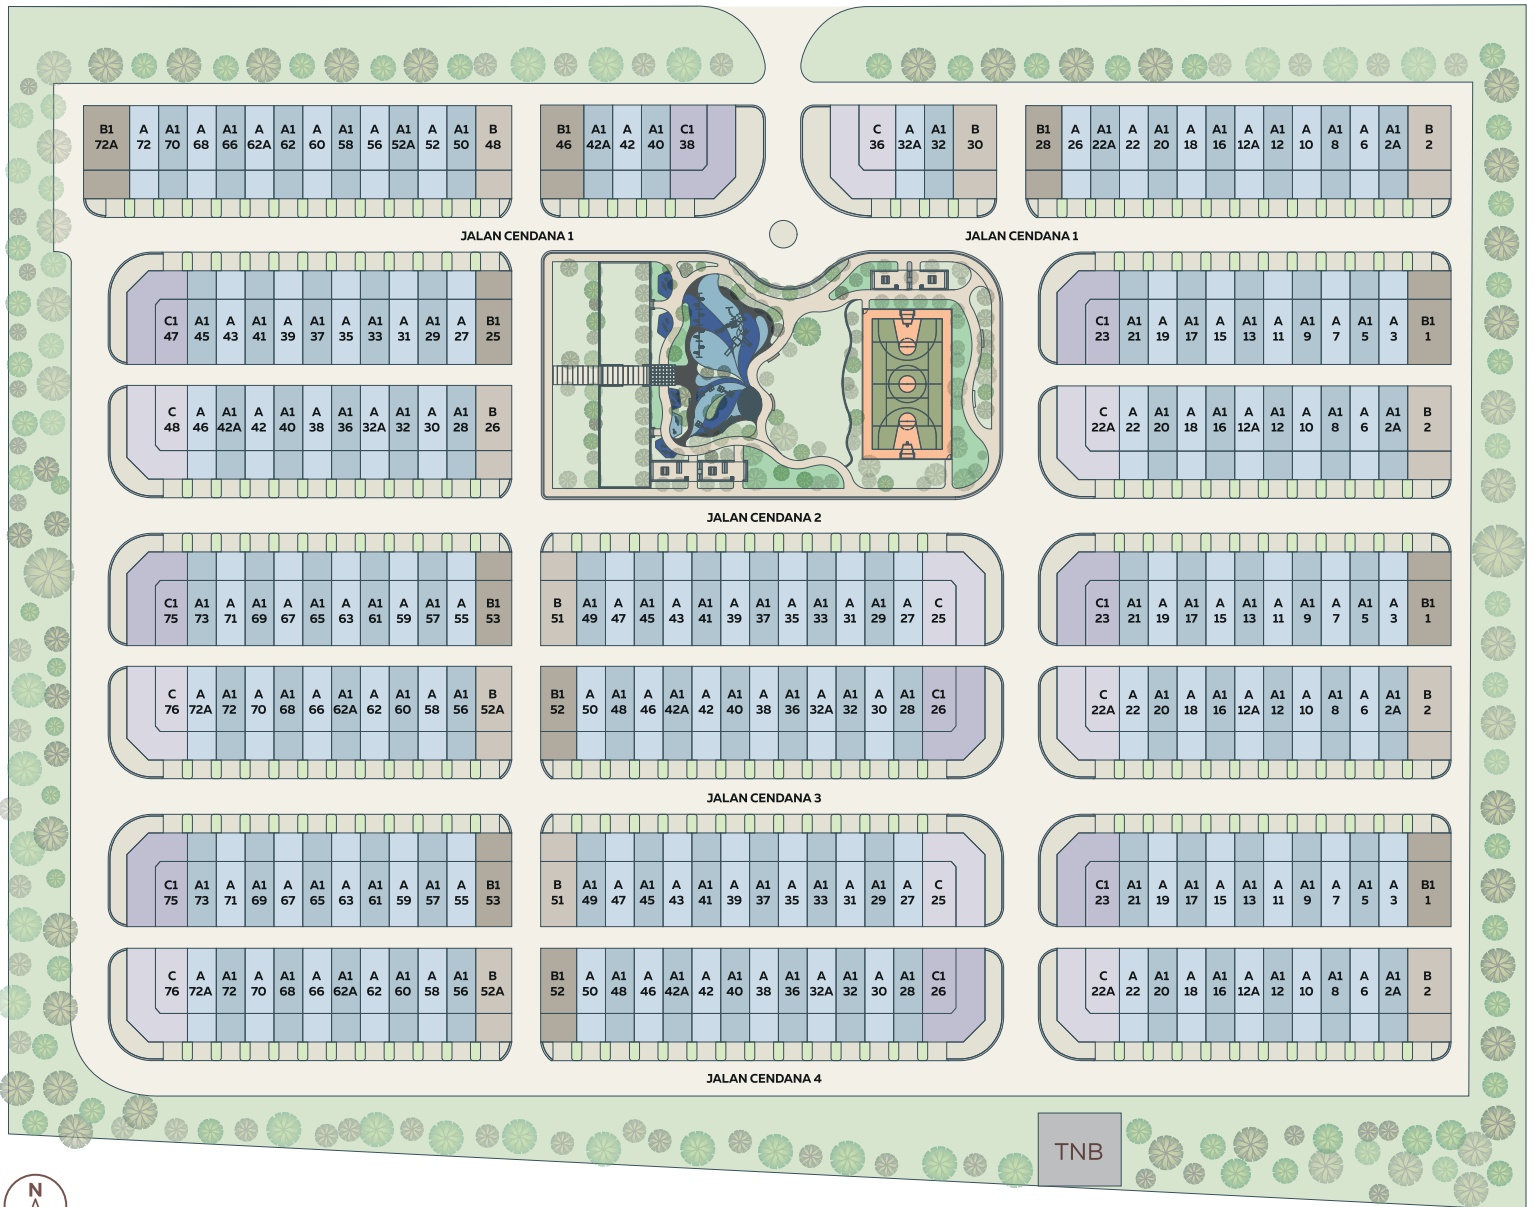 B1 A A1 A A1 A A1 A A1 A A1 A A1 B
72A 72 70 68 66 62A 62 60 58 56 52A 52 50 48
B1 A1 A A1 C1
46 42A 42 40 38
C A A1 B
36 32A 32 30
B1 A A1 A A1 A A1 A A1 A A1 A A1 B
28 26 22A 22 20 18 16 12A 12 10 8 6 2A 2
JALAN CENDANA 1
JALAN CENDANA 1
C1 A1 A A1 A A1 A A1 A A1 A B1
47 45 43 41 39 37 35 33 31 29 27 25
C1 A1 A A1 A A1 A A1 A A1 A B1
23 21 19 17 15 13 11 9 7 5 3 1
C A A1 A A1 A A1 A A1 A A1 B
48 46 42A 42 40 38 36 32A 32 30 28 26
C A A1 A A1 A A1 A A1 A A1 B
22A 22 20 18 16 12A 12 10 8 6 2A 2
JALAN CENDANA 2
C1 A1 A A1 A A1 A A1 A A1 A B1
75 73 71 69 67 65 63 61 59 57 55 53
B A1 A A1 A A1 A A1 A A1 A A1 A C
51 49 47 45 43 41 39 37 35 33 31 29 27 25
C1 A1 A A1 A A1 A A1 A A1 A B1
23 21 19 17 15 13 11 9 7 5 3 1
C A A1 A A1 A A1 A A1 A A1 B
76 72A 72 70 68 66 62A 62 60 58 56 52A
B1 A A1 A A1 A A1 A A1 A A1 A A1 C1
52 50 48 46 42A 42 40 38 36 32A 32 30 28 26
C A A1 A A1 A A1 A A1 A A1 B
22A 22 20 18 16 12A 12 10 8 6 2A 2
JALAN CENDANA 3
C1 A1 A A1 A A1 A A1 A A1 A B1
75 73 71 69 67 65 63 61 59 57 55 53
B A1 A A1 A A1 A A1 A A1 A A1 A C
51 49 47 45 43 41 39 37 35 33 31 29 27 25
C1 A1 A A1 A A1 A A1 A A1 A B1
23 21 19 17 15 13 11 9 7 5 3 1
C A A1 A A1 A A1 A A1 A A1 B
76 72A 72 70 68 66 62A 62 60 58 56 52A
B1 A A1 A A1 A A1 A A1 A A1 A A1 C1
52 50 48 46 42A 42 40 38 36 32A 32 30 28 26
C A A1 A A1 A A1 A A1 A A1 B
22A 22 20 18 16 12A 12 10 8 6 2A 2
JALAN CENDANA 4
TNB
N